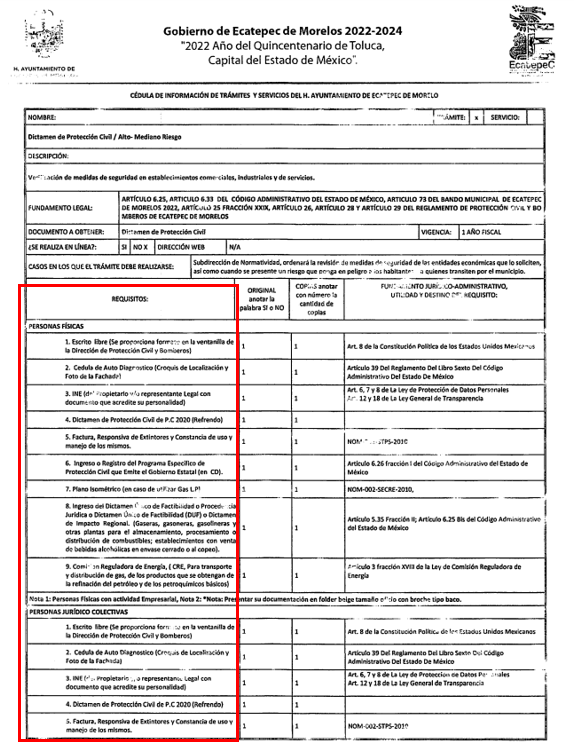 Gobierno de Ecatepec de Morelos 2022-2024
"2022 Año del Quincentenario de Toluca,
Capital del Estado de México".
H. AYUNTAMIENTO DE
Ecatepec
CÉDULA DE INFORMACIÓN DE TRÁMITES Y SERVICIOS DEL H. AYUNTAMIENTO DE ECATEPEC DE MORELO
NOMBRE: TRÁMITE: x SERVICIO:
Dictamen de Protección Civil / Alto- Mediano Riesgo
DESCRIPCIÓN:
Verificación de medidas de seguridad en establecimientos comerciales, industriales y de servicios.
FUNDAMENTO LEGAL: ARTÍCULO 6.25, ARTICULO 6.33 DEL CÓDIGO ADMINISTRATIVO DEL ESTADO DE MÉXICO, ARTICULO 73 DEL BANDO MUNICIPAL DE ECATEPEC
DE MORELOS 2022, ARTÍCULO 25 FRACCIÓN XXIX, ARTÍCULO 26, ARTÍCULO 28 Y ARTÍCULO 29 DEL REGLAMENTO DE PROTECCIÓN CIVIL Y BO
MBEROS DE ECATEPEC DE MORELOS
DOCUMENTO A OBTENER: Dictamen de Protección Civil VIGENCIA: 1 AÑO FISCAL
¿SE REALIZA EN LÍNEA?: SI NO X DIRECCIÓN WEB N/A
CASOS EN LOS QUE EL TRÁMITE DEBE REALIZARSE: Subdirección de Normatividad, ordenará la revisión de medidas de seguridad de las entidades económicas que lo soliciten,
así como cuando se presente un riesgo que ponga en peligro a los habitantes a quienes transiten por el municipio.
REQUISITOS: ORIGINAL anotar la palabra SI o NO COPIAS anotar con número la cantidad de copias FUNDAMENTO JURÍDICO-ADMINISTRATIVO, UTILIDAD Y DESTINO DEL REQUISITO:
PERSONAS FÍSICAS
1. Escrito libre (Se proporciona formato en la ventanilla de 1 1 Art. 8 de la Constitución Política de los Estados Unidos Mexicanos
la Dirección de Protección Civil y Bomberos)
2. Cedula de Auto Diagnostico (Croquis de Localización y 1 1 Artículo 39 Del Reglamento Del Libro Sexto Del Código
Foto de la Fachada) Administrativo Del Estado De México
3. INE (del Propietario y/o representante Legal con 1 1 Art. 6, 7 y 8 de La Ley de Protección de Datos Personales
documento que acredite su personalidad) Art. 12 y 18 de La Ley General de Transparencia
4. Dictamen de Protección Civil de P.C 2020 (Refrendo) 1 1
5. Factura, Responsiva de Extintores y Constancia de uso y 1 1 NOM STPS-2010
manejo de los mismos.
6. Ingreso o Registro del Programa Específico de 1 1 Artículo 6.26 fracción I del Código Administrativo del Estado de
Protección Civil que Emite el Gobierno Estatal (en CD). México
7. Plano Isométrico (en caso de utilizar Gas L.P) 1 1 NOM-002-SECRE-2010,
8. Ingreso del Dictamen Único de Factibilidad o Procedencia
Jurídica o Dictamen Único de Factibilidad (DUF) o Dictamen
de Impacto Regional. (Gaseras, gasoneras, gasolineras y 1 1 Artículo 5.35 Fracción II; Artículo 6.25 Bis del Código Administrativo
otras plantas para el almacenamiento, procesamiento o del Estado de México
distribución de combustibles; establecimientos con venta
de bebidas alcohólicas en envase cerrado o al copeo).
9. Comisión Reguladora de Energía, ( CRE, Para transporte 1 1 Artículo 3 fracción XVIII de la Ley de Comisión Reguladora de
y distribución de gas, de los productos que se obtengan de Energía
la refinación del petróleo y de los petroquímicos básicos)
Nota 1: Personas Físicas con actividad Empresarial, Nota 2: *Nota: Presentar su documentación en folder beige tamaño oficio con broche tipo baco.
PERSONAS JURÍDICO COLECTIVAS
1. Escrito libre (Se proporciona formato en la ventanilla de 1 1 Art. 8 de la Constitución Política de los Estados Unidos Mexicanos
la Dirección de Protección Civil y Bomberos)
2. Cedula de Auto Diagnostico (Croquis de Localización y 1 1 Artículo 39 Del Reglamento Del Libro Sexto Del Código
Foto de la Fachada) Administrativo Del Estado De México
3. INE (del Propietario y/o representante Legal con 1 1 Art. 6, 7 y 8 de La Ley de Protección de Datos Personales
documento que acredite su personalidad) Art. 12 y 18 de La Ley General de Transparencia
4. Dictamen de Protección Civil de P.C 2020 (Refrendo) 1 1
5. Factura, Responsiva de Extintores y Constancia de uso y 1 1 NOM-002-STPS-2010
manejo de los mismos.